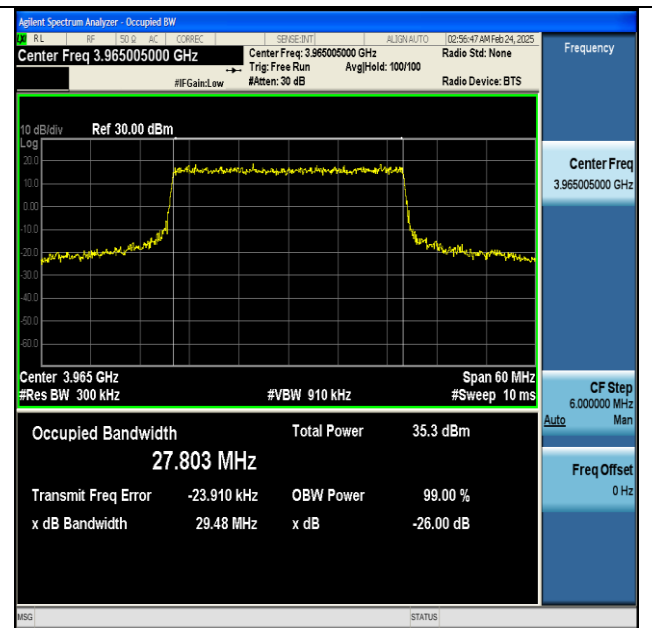 Agilent Spectrum Analyzer - Occupied BW
RL RF 50 Ω AC CORREC SENSE:INT ALIGN AUTO 02:56:47 AM Feb 24, 2025
Center Freq 3.965005000 GHz
Center Freq: 3.965005000 GHz
Radio Std: None
Trig: Free Run Avg|Hold: 100/100
#IFGain:Low
#Atten: 30 dB
Radio Device: BTS
10 dB/div Ref 30.00 dBm
Log
20.0
10.0
0.00
-10.0
-20.0
-30.0
-40.0
-50.0
-60.0
Center 3.965 GHz Span 60 MHz
#Res BW 300 kHz #VBW 910 kHz #Sweep 10 ms
Occupied Bandwidth Total Power 35.3 dBm
27.803 MHz
Transmit Freq Error -23.910 kHz OBW Power 99.00 %
x dB Bandwidth 29.48 MHz x dB -26.00 dB
MSG STATUS
Frequency
Center Freq
3.965005000 GHz
CF Step
6.000000 MHz
Auto Man
Freq Offset
0 Hz